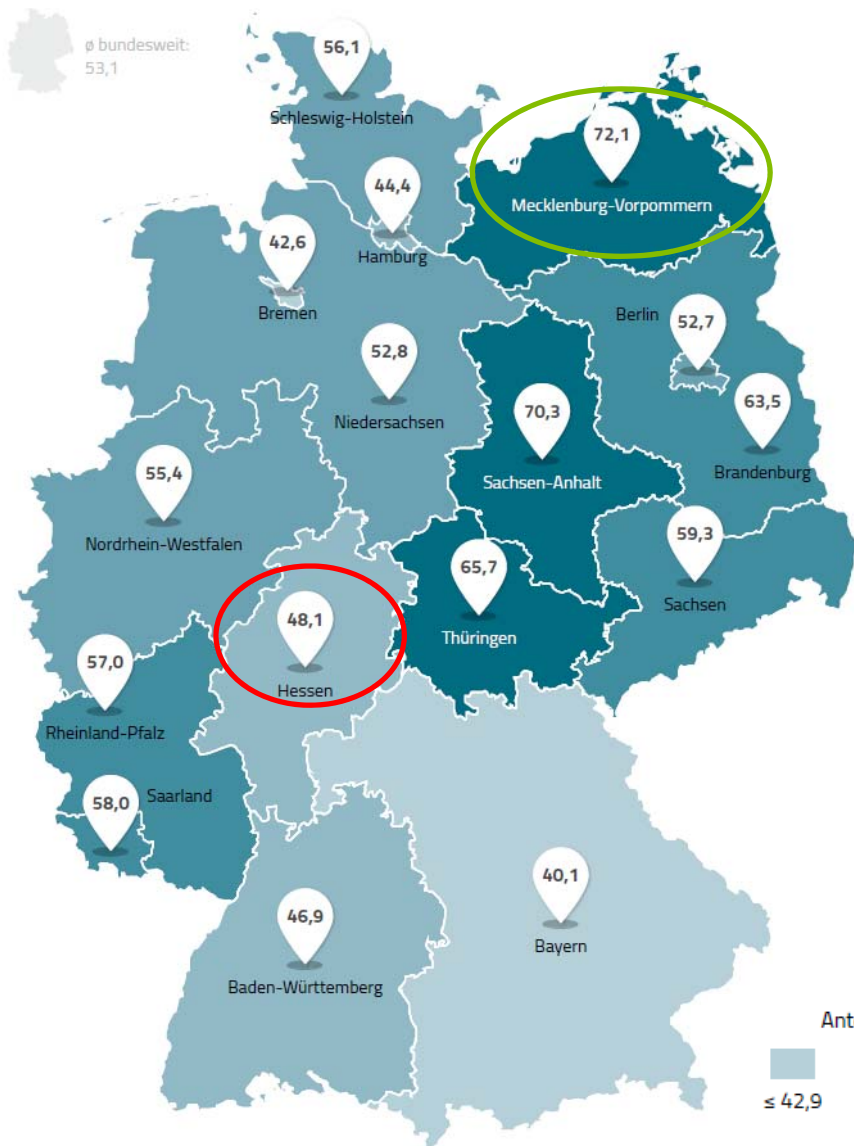 ø bundesweit:
53,1
56,1
Schleswig-Holstein
72,1
Mecklenburg-Vorpommern
44,4
Hamburg
42,6
Bremen
Berlin
52,7
52,8
Niedersachsen
63,5
Brandenburg
70,3
Sachsen-Anhalt
55,4
Nordrhein-Westfalen
59,3
Sachsen
65,7
Thüringen
48,1
Hessen
57,0
Rheinland-Pfalz
Saarland
58,0
40,1
Bayern
46,9
Baden-Württemberg
Ant
≤ 42,9